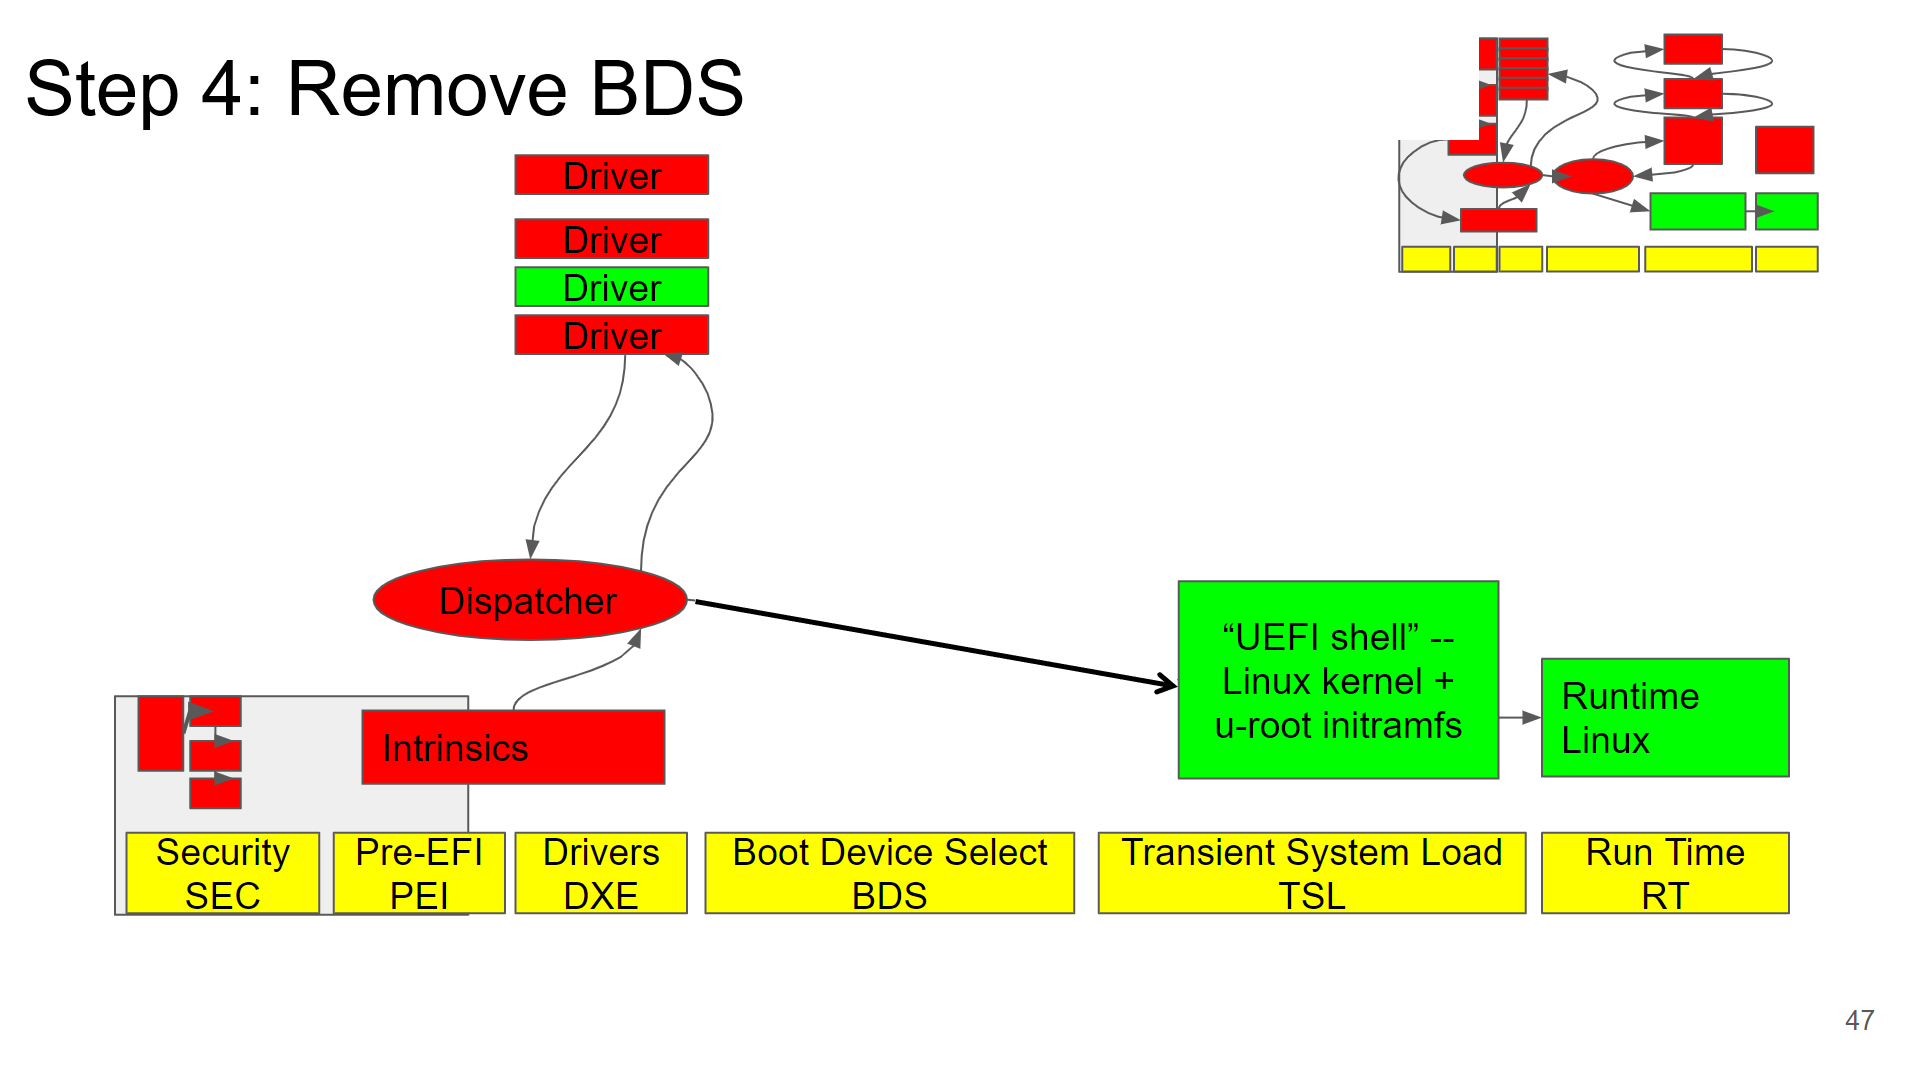 Step 4: Remove BDS
Driver
Driver
Driver
Driver
Dispatcher
“UEFI shell” --
Linux kernel +
u-root initramfs
Runtime
Linux
Intrinsics
Security
SEC
Pre-EFI
PEI
Drivers
DXE
Boot Device Select
BDS
Transient System Load
TSL
Run Time
RT
47